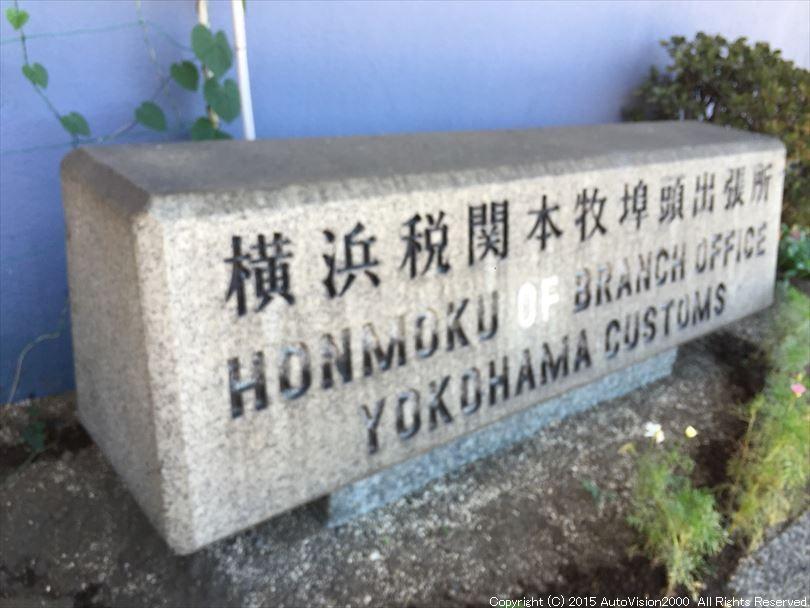 横浜税関本牧埠頭出張所
HONMOKU OF BRANCH OFFICE
YOKOHAMA CUSTOMS
Copyright (C) 2015 AutoVision2000 All Rights Reserved